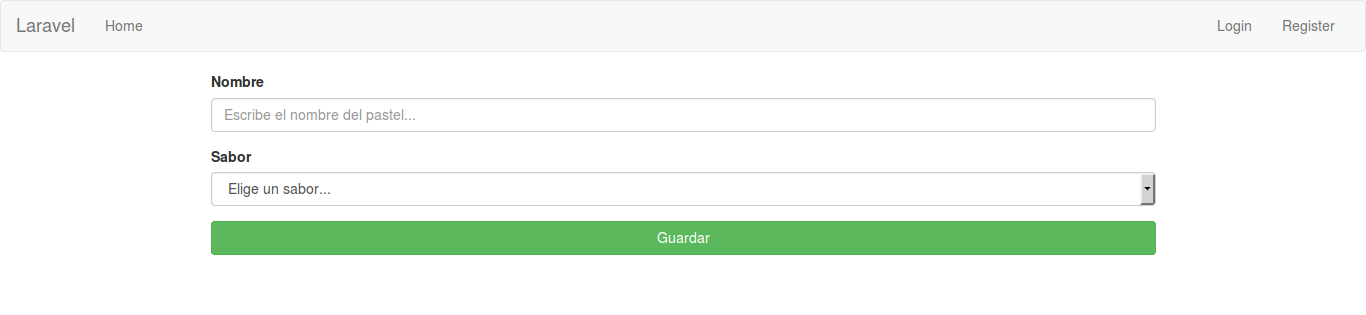 Laravel Home Login Register
Nombre
Escribe el nombre del pastel...
Sabor
Elige un sabor...
Guardar